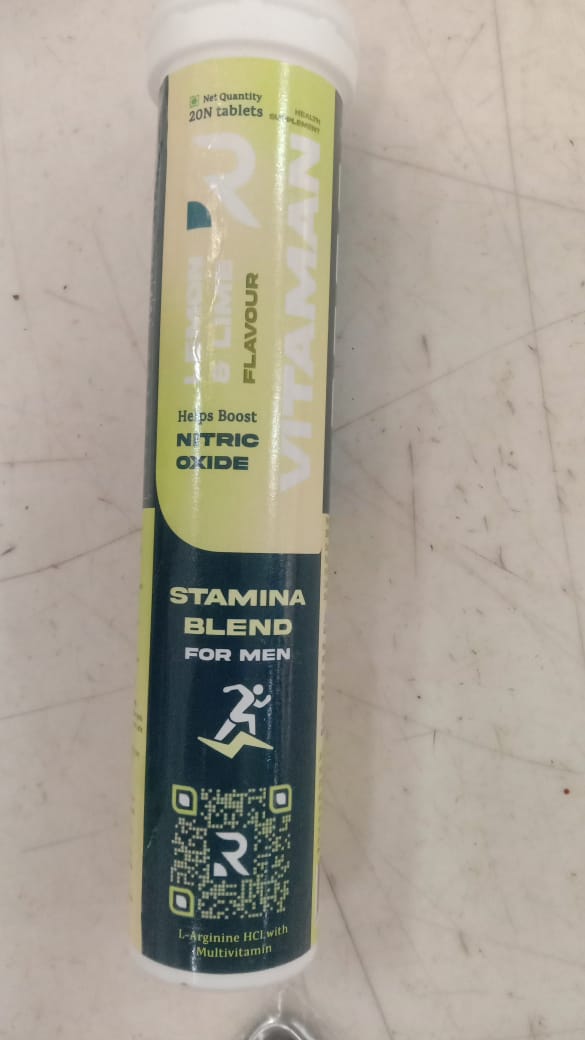 Net Quantity
20N tablets
HEALTH
SUPPLEMENT
R
VITAMAN
LEMON
& LIME
FLAVOUR
Helps Boost
NITRIC
OXIDE
STAMINA
BLEND
FOR MEN
R
L-Arginine HCl with
Multivitamin